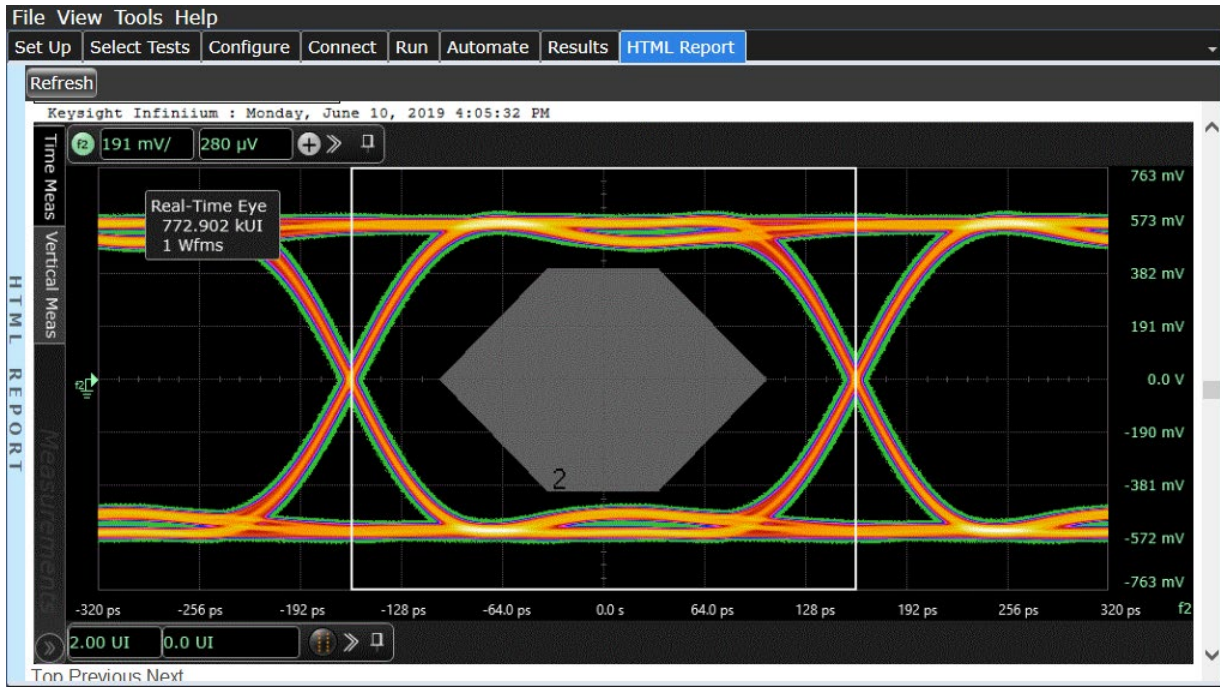 File View Tools Help
Set Up Select Tests Configure Connect Run Automate Results HTML Report
Refresh
Keysight Infiniium : Monday, June 10, 2019 4:05:32 PM
HTML REPORT
Time Meas
Vertical Meas
Measurements
f2 191 mV/ 280 µV
Real-Time Eye
772.902 kUI
1 Wfms
763 mV
573 mV
382 mV
191 mV
0.0 V
-190 mV
-381 mV
-572 mV
-763 mV
f2
2
-320 ps -256 ps -192 ps -128 ps -64.0 ps 0.0 s 64.0 ps 128 ps 192 ps 256 ps 320 ps f2
2.00 UI 0.0 UI
Top Previous Next